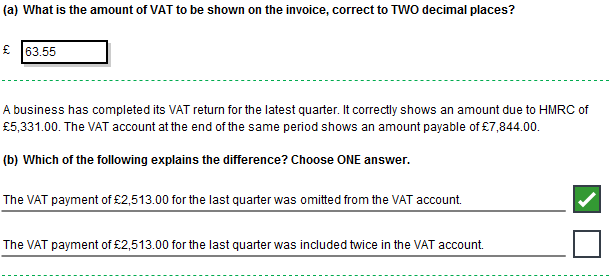 (a) What is the amount of VAT to be shown on the invoice, correct to TWO decimal places?
£ 63.55
A business has completed its VAT return for the latest quarter. It correctly shows an amount due to HMRC of
£5,331.00. The VAT account at the end of the same period shows an amount payable of £7,844.00.
(b) Which of the following explains the difference? Choose ONE answer.
The VAT payment of £2,513.00 for the last quarter was omitted from the VAT account.
The VAT payment of £2,513.00 for the last quarter was included twice in the VAT account.